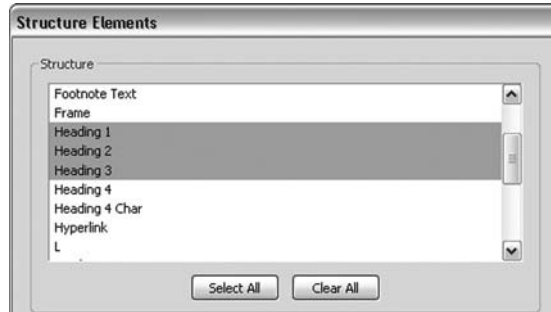 Structure Elements
Structure
Footnote Text
Frame
Heading 1
Heading 2
Heading 3
Heading 4
Heading 4 Char
Hyperlink
L
Select All Clear All